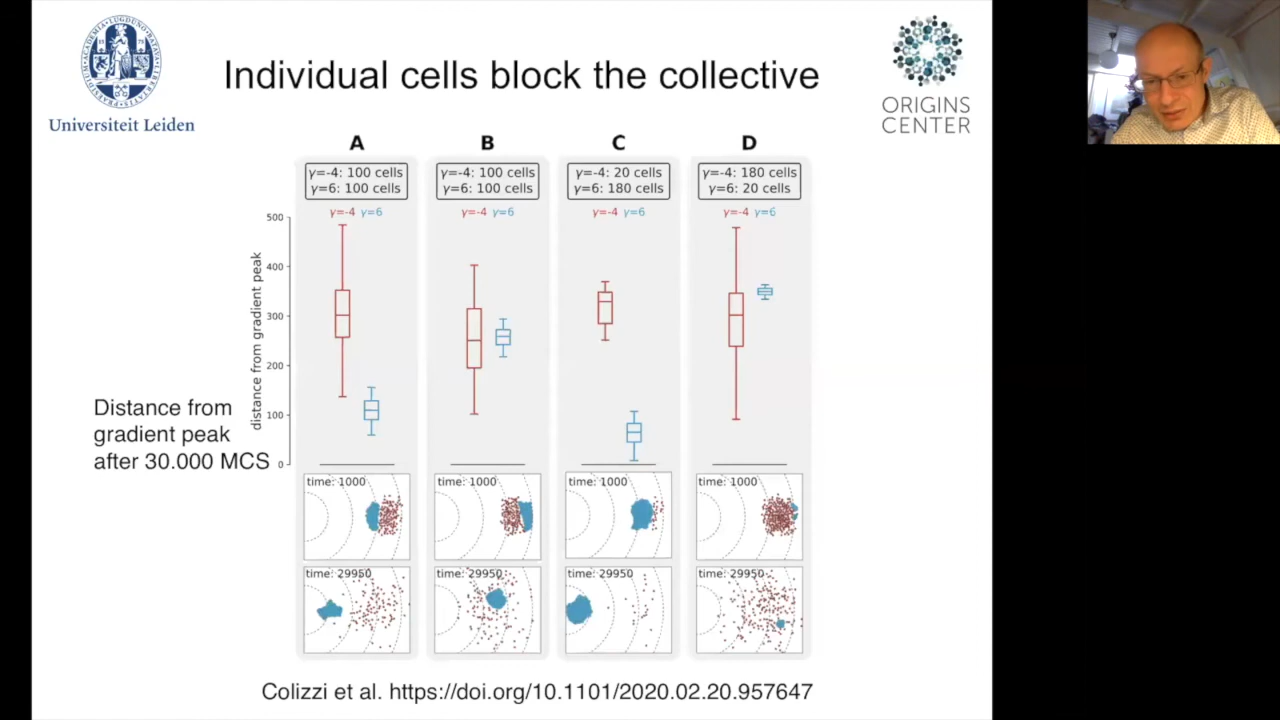 Individual cells block the collective
Universiteit Leiden
ORIGINS
CENTER
A
B
C
D
γ=-4: 100 cells
γ=6: 100 cells
γ=-4: 100 cells
γ=6: 100 cells
γ=-4: 20 cells
γ=6: 180 cells
γ=-4: 180 cells
γ=6: 20 cells
γ=-4 γ=6
γ=-4 γ=6
γ=-4 γ=6
γ=-4 γ=6
500
400
300
200
100
0
distance from gradient peak
Distance from
gradient peak
after 30.000 MCS
time: 1000
time: 1000
time: 1000
time: 1000
time: 29950
time: 29950
time: 29950
time: 29950
Colizzi et al. https://doi.org/10.1101/2020.02.20.957647